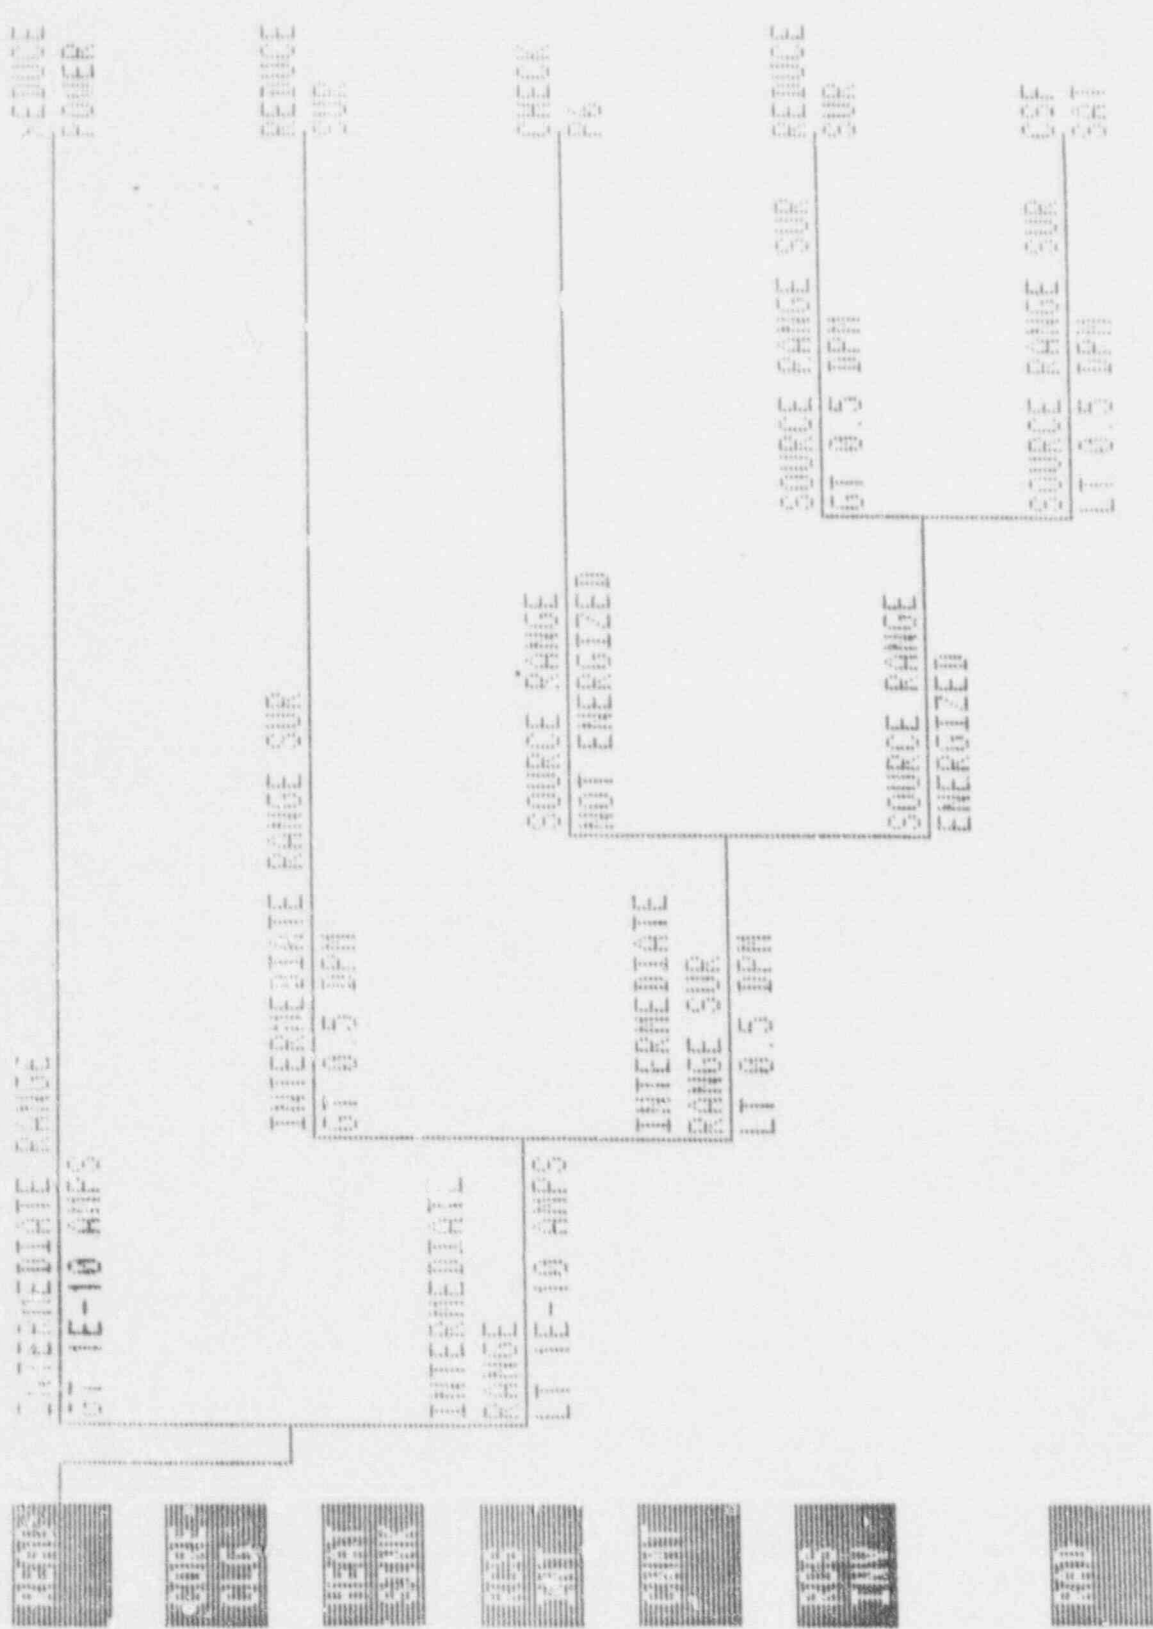 INTERMEDIATE RANGE
GT 1E-10 AMPS
REDUCE
POWER
INTERMEDIATE RANGE SUR
GT 0.5 DPM
REDUCE
SUR
INTERMEDIATE
RANGE
LT 1E-10 AMPS
SOURCE RANGE
NOT ENERGIZED
CHECK
P6
INTERMEDIATE
RANGE SUR
LT 0.5 DPM
SOURCE RANGE SUR
GT 0.5 DPM
REDUCE
SUR
SOURCE RANGE
ENERGIZED
SOURCE RANGE SUR
LT 0.5 DPM
CSF
SAT
CORE
CLG
HEAT
SINK
RCS
INT
CNMT
RCS
INV
RAD